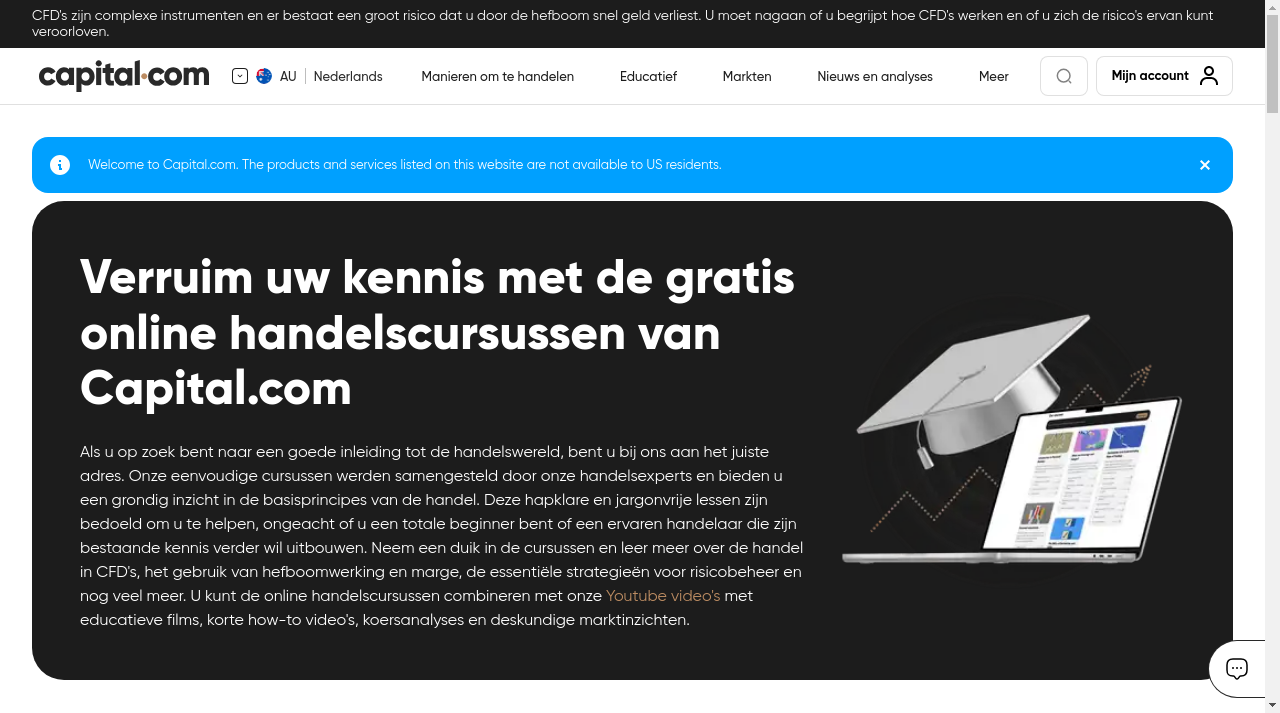 CFD's zijn complexe instrumenten en er bestaat een groot risico dat u door de hefboom snel geld verliest. U moet nagaan of u begrijpt hoe CFD's werken en of u zich de risico's ervan kunt
veroorloven.
capital.com
AU
Nederlands
Manieren om te handelen
Educatief
Markten
Nieuws en analyses
Meer
Mijn account
Welcome to Capital.com. The products and services listed on this website are not available to US residents.
Verruim uw kennis met de gratis
online handelscursussen van
Capital.com
Als u op zoek bent naar een goede inleiding tot de handelswereld, bent u bij ons aan het juiste
adres. Onze eenvoudige cursussen werden samengesteld door onze handelsexperts en bieden u
een grondig inzicht in de basisprincipes van de handel. Deze hapklare en jargonvrije lessen zijn
bedoeld om u te helpen, ongeacht of u een totale beginner bent of een ervaren handelaar die zijn
bestaande kennis verder wil uitbouwen. Neem een duik in de cursussen en leer meer over de handel
in CFD's, het gebruik van hefboomwerking en marge, de essentiële strategieën voor risicobeheer en
nog veel meer. U kunt de online handelscursussen combineren met onze Youtube video's met
educatieve films, korte how-to video's, koersanalyses en deskundige marktinzichten.